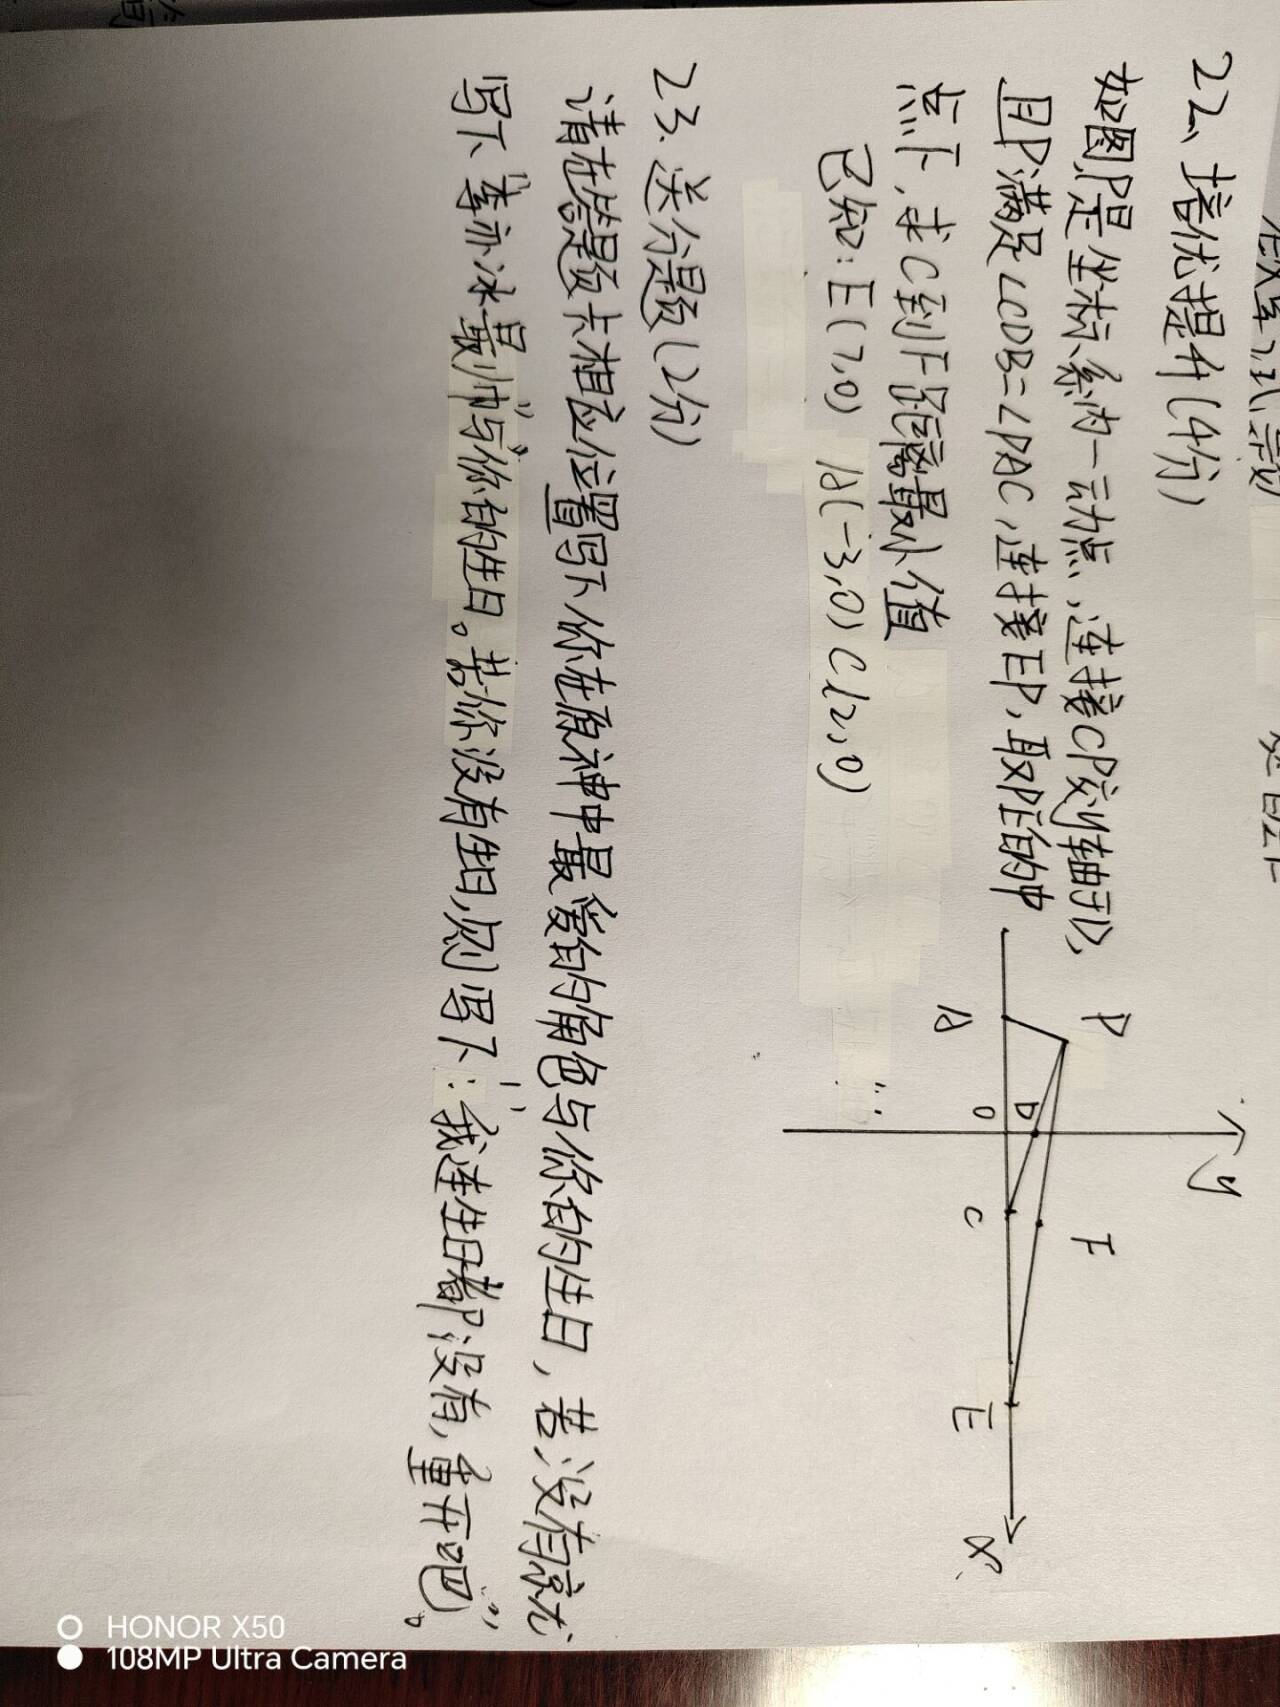 22、培优提升(4分)
如图,P是坐标系内一动点,连接CP交y轴于D,
且P满足∠CDB=∠PAC,连接EP,取PE的中
点F,求C到F距离最小值
已知:E(7,0) A(-3,0) C(2,0)
y
P
F
D
O
A
C
E
x
23.送分题(2分)
请在答题卡相应位置写下你在原神中最爱的角色与你的生日,若没有就
写下"李亦冰最帅"与你的生日。若你没有生日,则写下:"我连生日都没有,重开吧"。
HONOR X50
108MP Ultra Camera